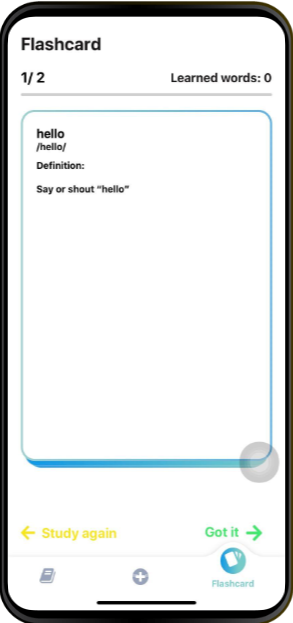 Flashcard
1/ 2
Learned words: 0
hello
/hello/
Definition:
Say or shout “hello”
Study again
Got it
Flashcard